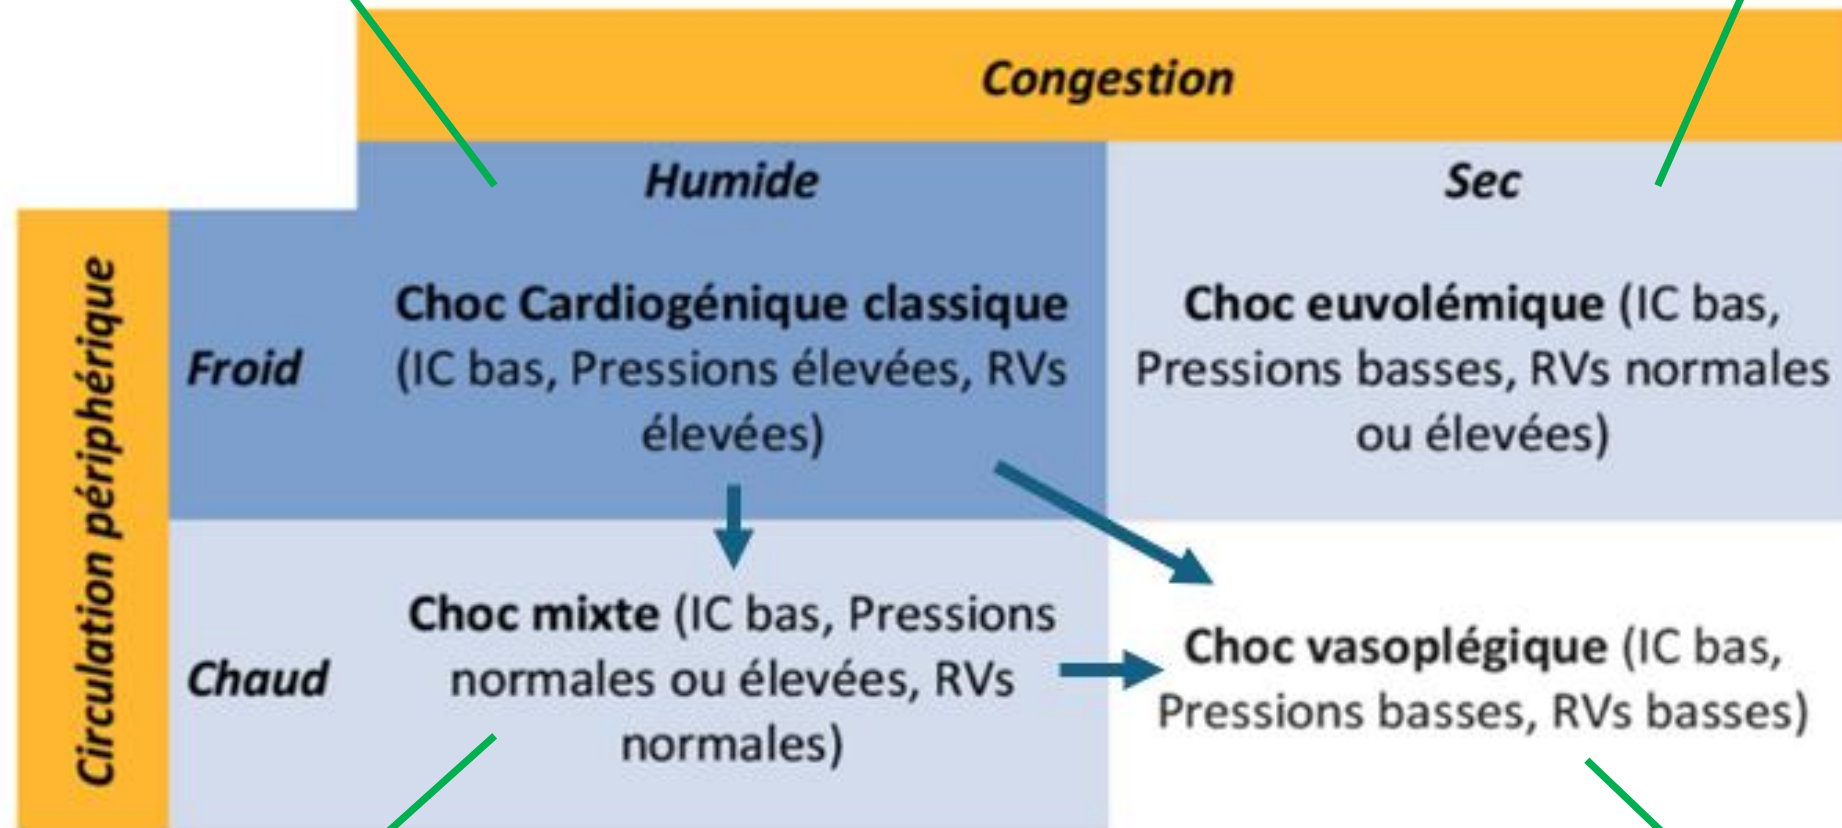 Congestion
Humide
Sec
Circulation périphérique
Froid
Choc Cardiogénique classique
(IC bas, Pressions élevées, RVs
élevées)
Choc euvolémique (IC bas,
Pressions basses, RVs normales
ou élevées)
Chaud
Choc mixte (IC bas, Pressions
normales ou élevées, RVs
normales)
Choc vasoplégique (IC bas,
Pressions basses, RVs basses)